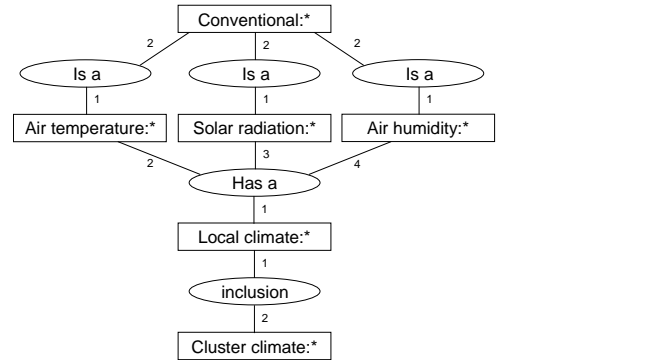 Conventional:*
2 2 2
Is a Is a Is a
1 1 1
Air temperature:* Solar radiation:* Air humidity:*
2 3 4
Has a
1
Local climate:*
1
inclusion
2
Cluster climate:*